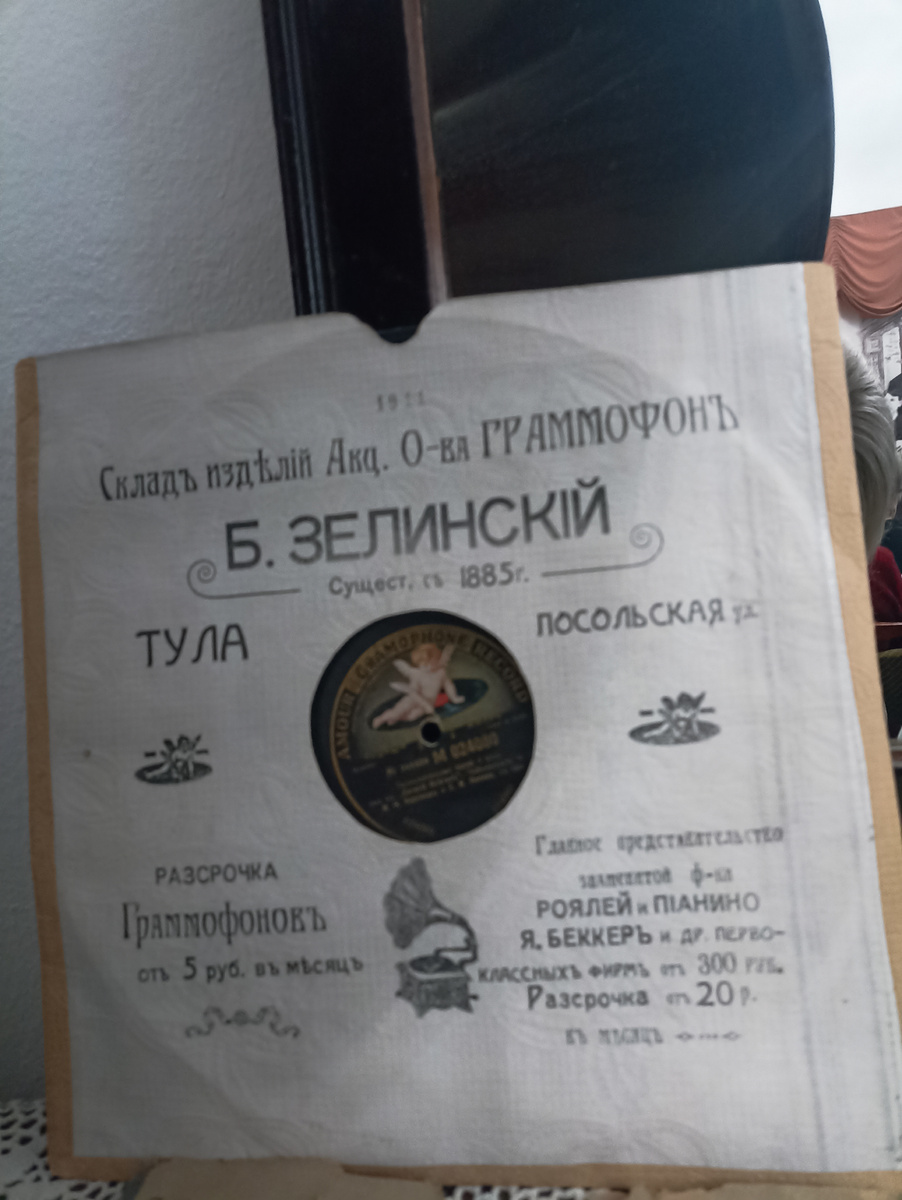 1911
Складъ издѣлій Акц. О-ва ГРАММОФОНЪ
Б. ЗЕЛИНСКІЙ
Сущест. съ 1885г.
ТУЛА
ПОСОЛЬСКАЯ ул.
AMOUR GRAMOPHONE RECORD
РАЗСРОЧКА
Граммофоновъ
отъ 5 руб. въ мѣсяцъ
Главное представительство
знаменитой ф-ки
РОЯЛЕЙ и ПІАНИНО
Я. БЕККЕРЪ и др. перво-
классныхъ фирмъ отъ 300 руб.
Разсрочка отъ 20 р.
въ мѣсяцъ